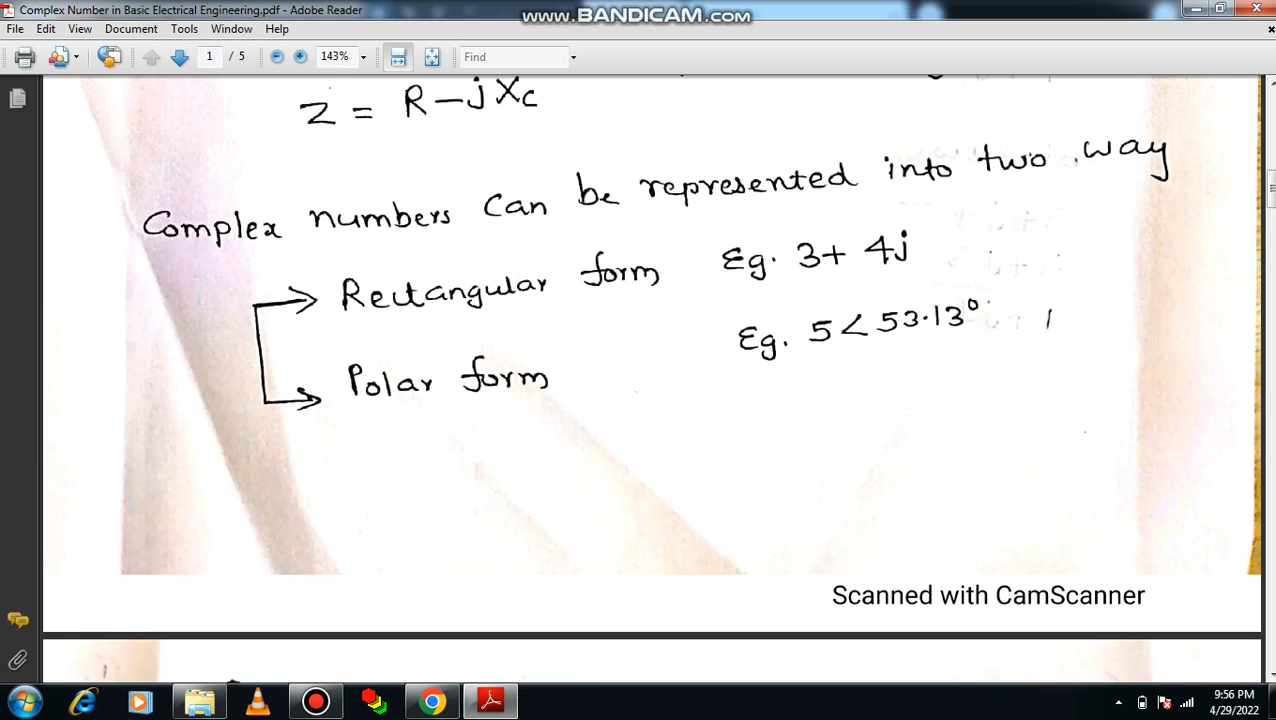 Complex Number in Basic Electrical Engineering.pdf - Adobe Reader
www.BANDICAM.com
File Edit View Document Tools Window Help
1 / 5 143% Find
Z = R - jXc
Complex numbers can be represented into two way
Rectangular form Eg. 3+ 4j
Eg. 5 < 53.13°
Polar form
Scanned with CamScanner
9:56 PM
4/29/2022